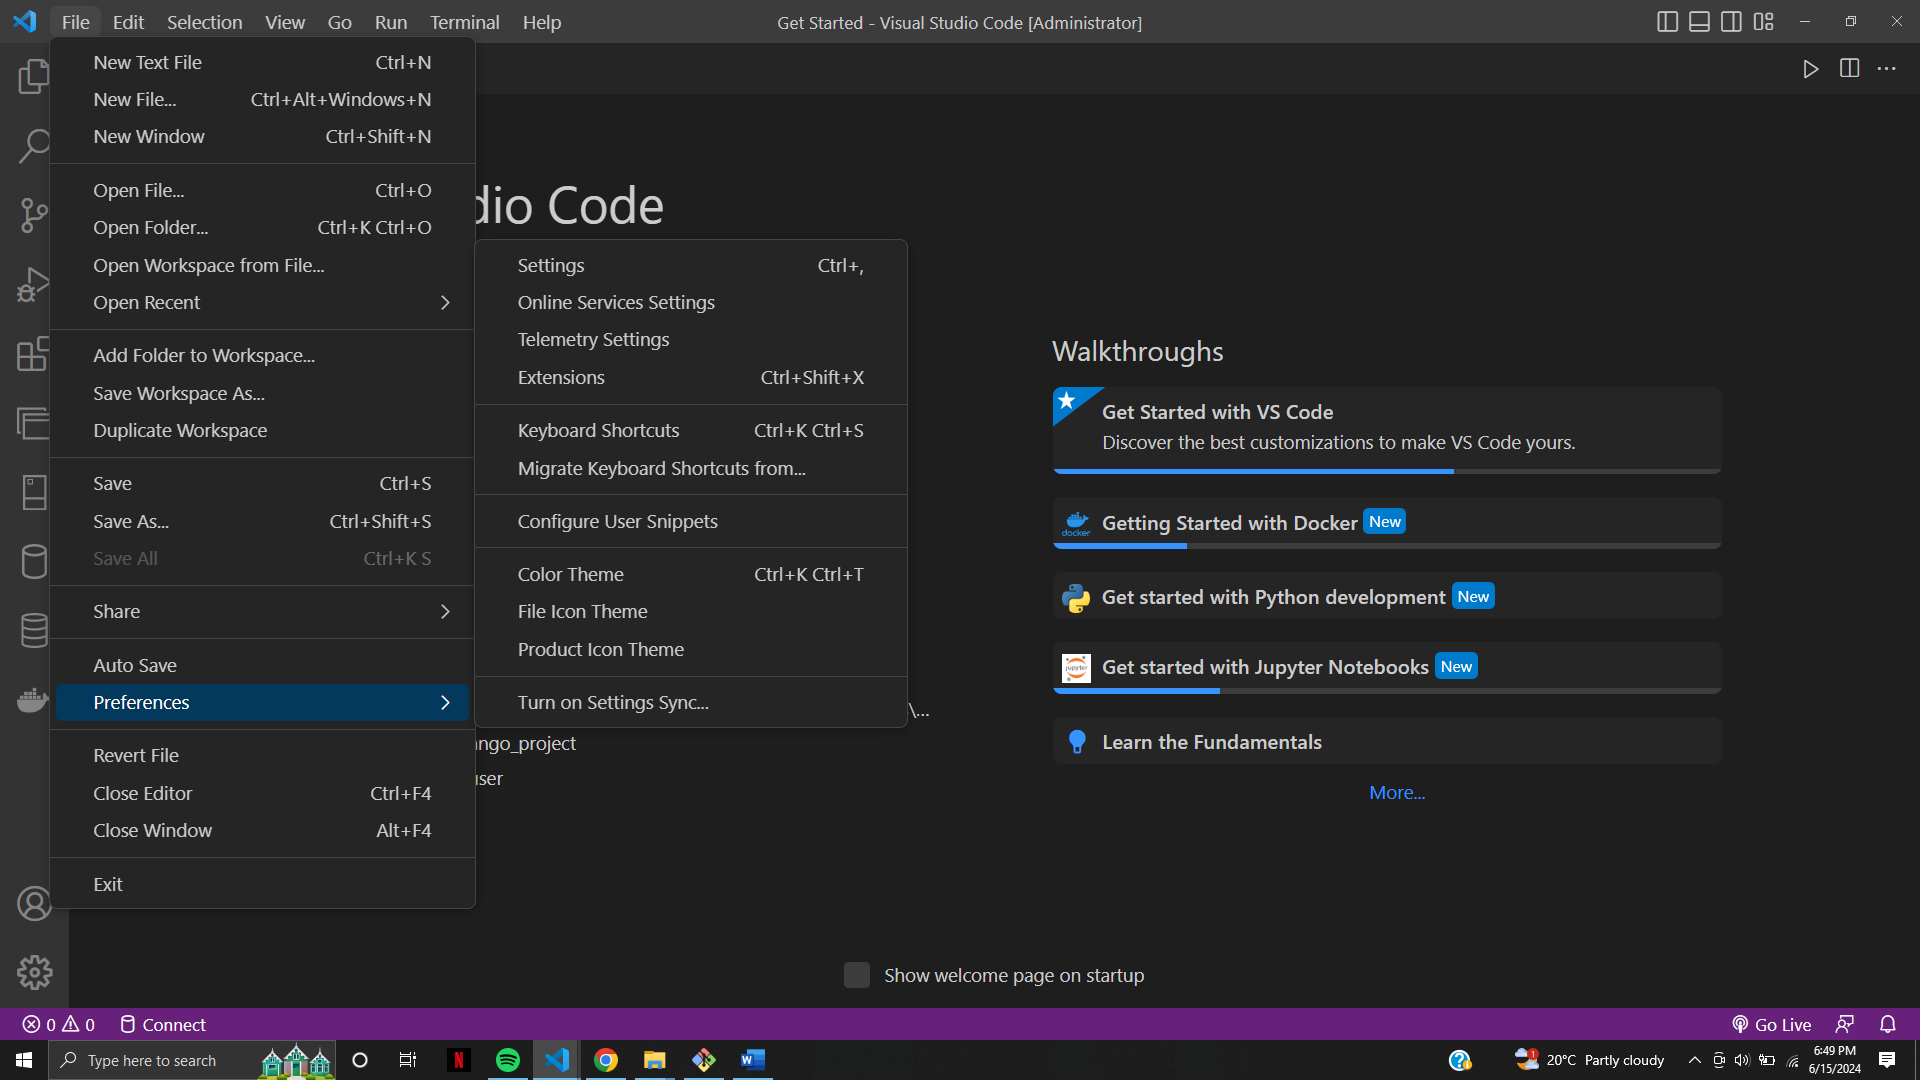 File Edit Selection View Go Run Terminal Help
Get Started - Visual Studio Code [Administrator]
New Text File Ctrl+N
New File... Ctrl+Alt+Windows+N
New Window Ctrl+Shift+N
Open File... Ctrl+O
Open Folder... Ctrl+K Ctrl+O
Open Workspace from File...
Open Recent
Add Folder to Workspace...
Save Workspace As...
Duplicate Workspace
Save Ctrl+S
Save As... Ctrl+Shift+S
Save All Ctrl+K S
Share
Auto Save
Preferences
Revert File
Close Editor Ctrl+F4
Close Window Alt+F4
Exit
dio Code
Settings Ctrl+,
Online Services Settings
Telemetry Settings
Extensions Ctrl+Shift+X
Keyboard Shortcuts Ctrl+K Ctrl+S
Migrate Keyboard Shortcuts from...
Configure User Snippets
Color Theme Ctrl+K Ctrl+T
File Icon Theme
Product Icon Theme
Turn on Settings Sync...
\...
ngo_project
user
Walkthroughs
Get Started with VS Code
Discover the best customizations to make VS Code yours.
docker
Getting Started with Docker New
Get started with Python development New
jupyter
Get started with Jupyter Notebooks New
Learn the Fundamentals
More...
Show welcome page on startup
0 0 Connect
Go Live
Type here to search
N
W
1
20°C Partly cloudy
6:49 PM
6/15/2024